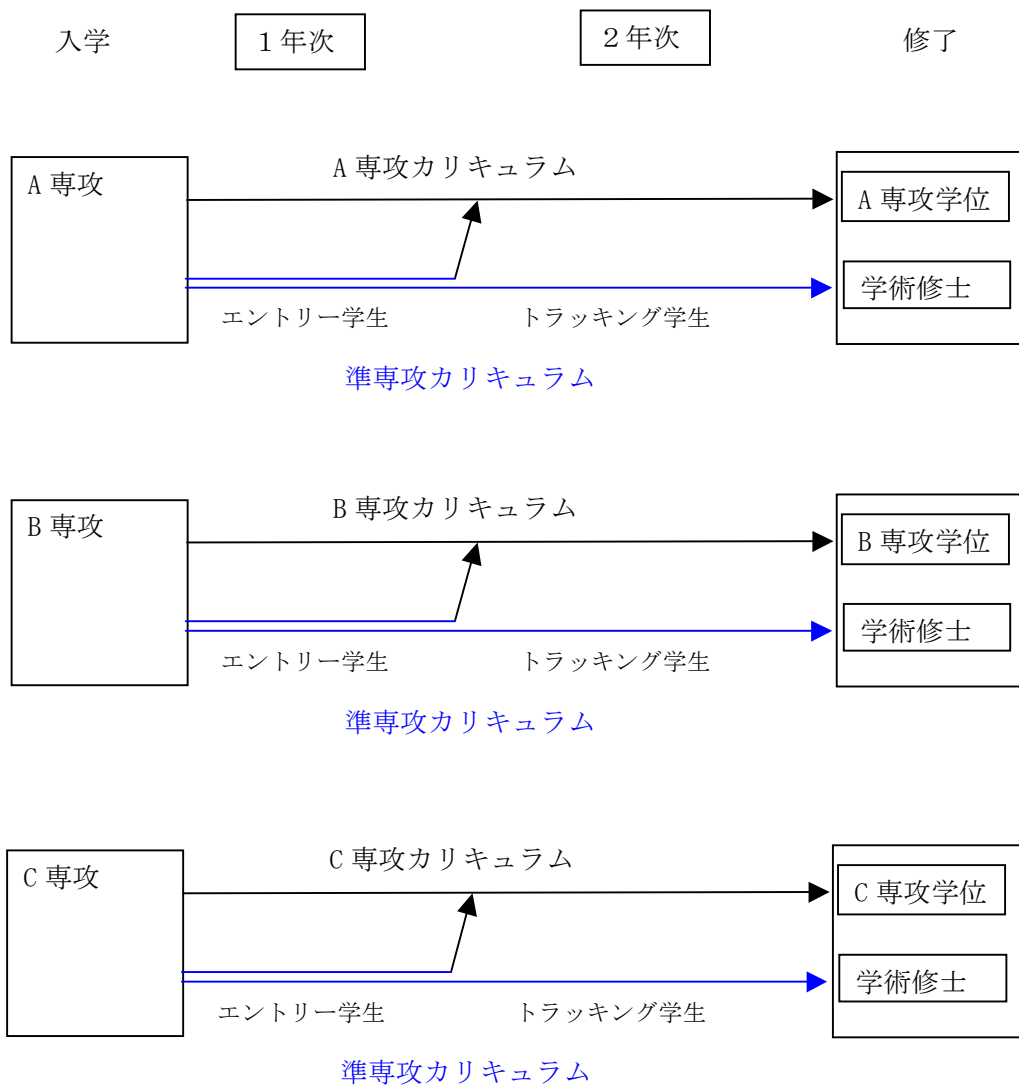 入学 １年次 ２年次 修了
A 専攻 A 専攻カリキュラム A 専攻学位
学術修士
エントリー学生 トラッキング学生
準専攻カリキュラム
B 専攻 B 専攻カリキュラム B 専攻学位
学術修士
エントリー学生 トラッキング学生
準専攻カリキュラム
C 専攻 C 専攻カリキュラム C 専攻学位
学術修士
エントリー学生 トラッキング学生
準専攻カリキュラム